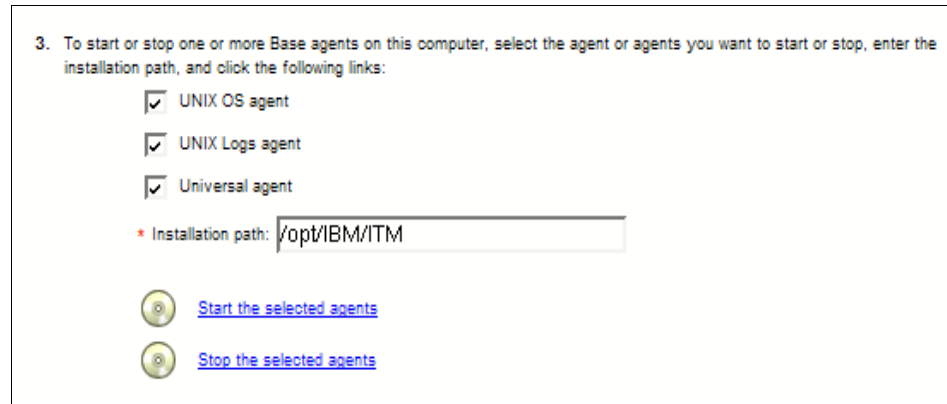 3. To start or stop one or more Base agents on this computer, select the agent or agents you want to start or stop, enter the
installation path, and click the following links:
UNIX OS agent
UNIX Logs agent
Universal agent
* Installation path: /opt/IBM/ITM
Start the selected agents
Stop the selected agents